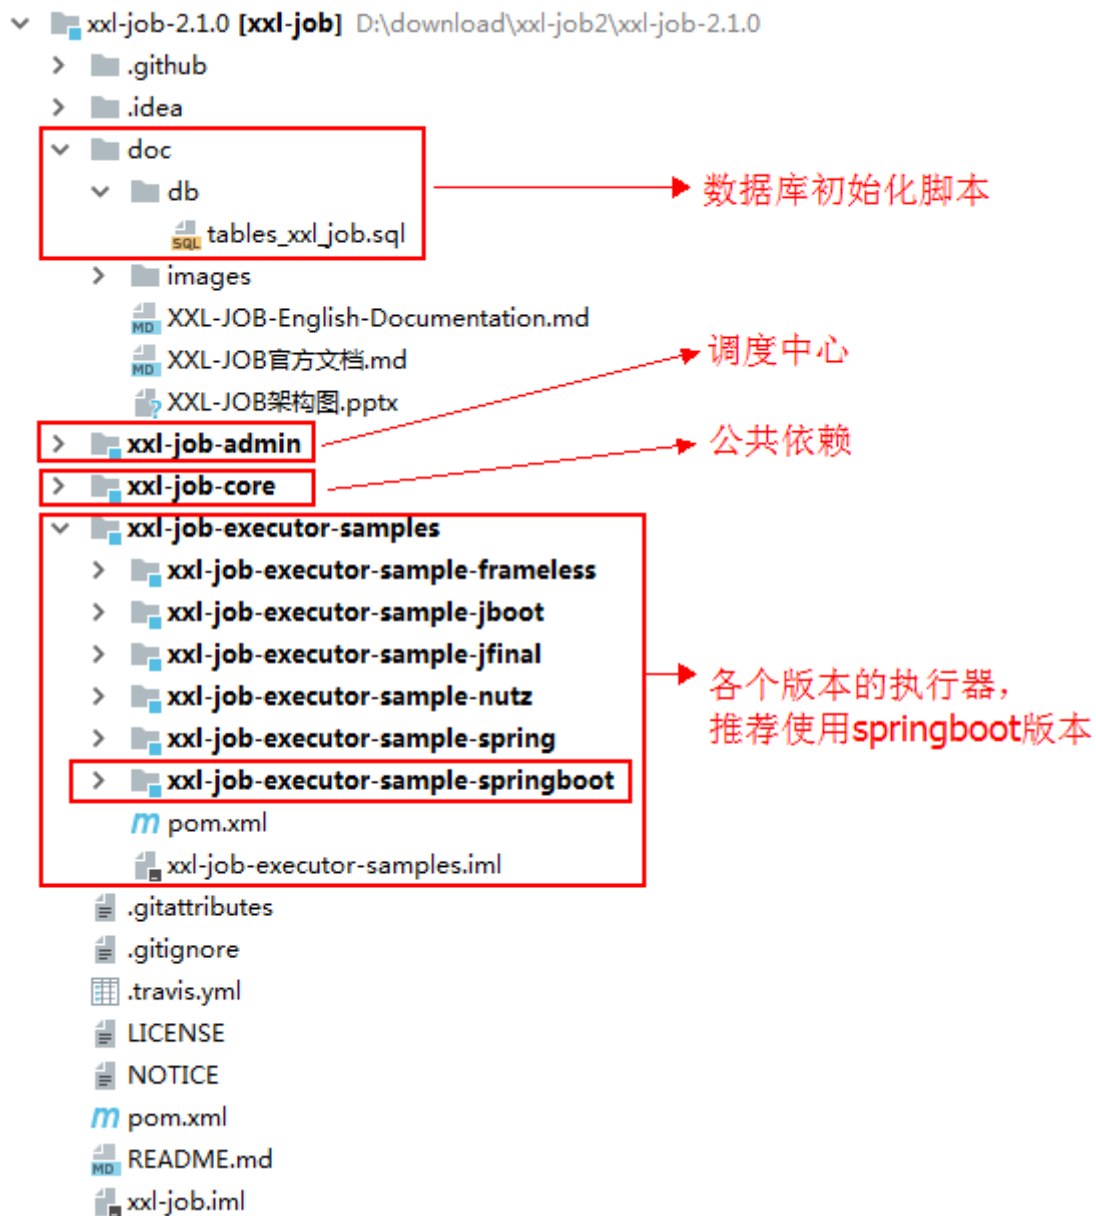 xxl-job-2.1.0 [xxl-job] D:\download\xxl-job2\xxl-job-2.1.0
.github
.idea
doc
db
数据库初始化脚本
SQL tables_xxl_job.sql
images
MD XXL-JOB-English-Documentation.md
调度中心
MD XXL-JOB官方文档.md
XXL-JOB架构图.pptx
xxl-job-admin
公共依赖
xxl-job-core
xxl-job-executor-samples
xxl-job-executor-sample-frameless
xxl-job-executor-sample-jboot
xxl-job-executor-sample-jfinal
xxl-job-executor-sample-nutz
各个版本的执行器，
推荐使用springboot版本
xxl-job-executor-sample-spring
xxl-job-executor-sample-springboot
m pom.xml
xxl-job-executor-samples.iml
.gitattributes
.gitignore
.travis.yml
LICENSE
NOTICE
m pom.xml
MD README.md
xxl-job.iml